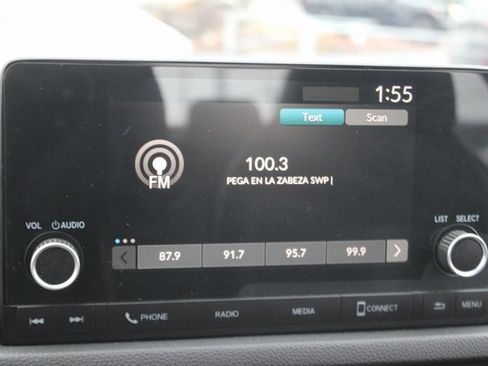 1:55
Text Scan
100.3
FM
PEGA EN LA ZABEZA SWP |
VOL AUDIO
LIST SELECT
87.9 91.7 95.7 99.9
PHONE RADIO MEDIA CONNECT MENU